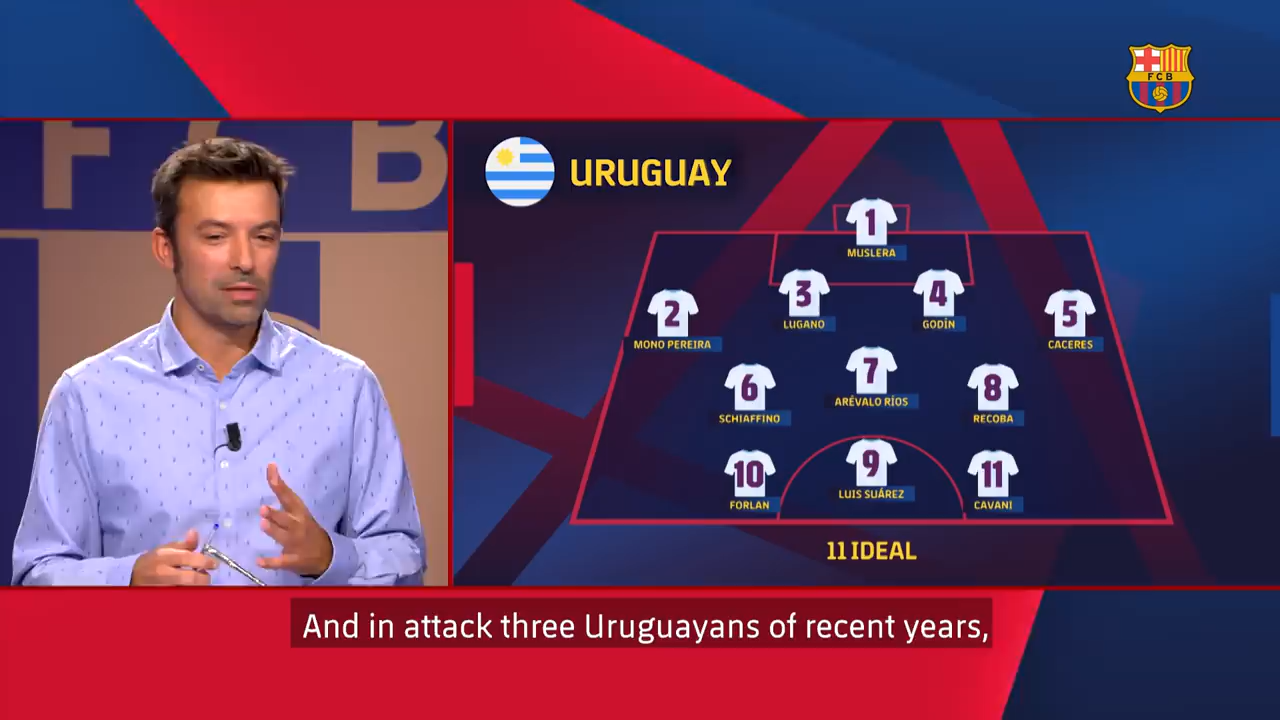 FCB
F C B
URUGUAY
1
MUSLERA
3
LUGANO
4
GODÍN
2
MONO PEREIRA
5
CACERES
7
ARÉVALO RÍOS
6
SCHIAFFINO
8
RECOBA
9
LUIS SUÁREZ
10
FORLAN
11
CAVANI
11 IDEAL
And in attack three Uruguayans of recent years,